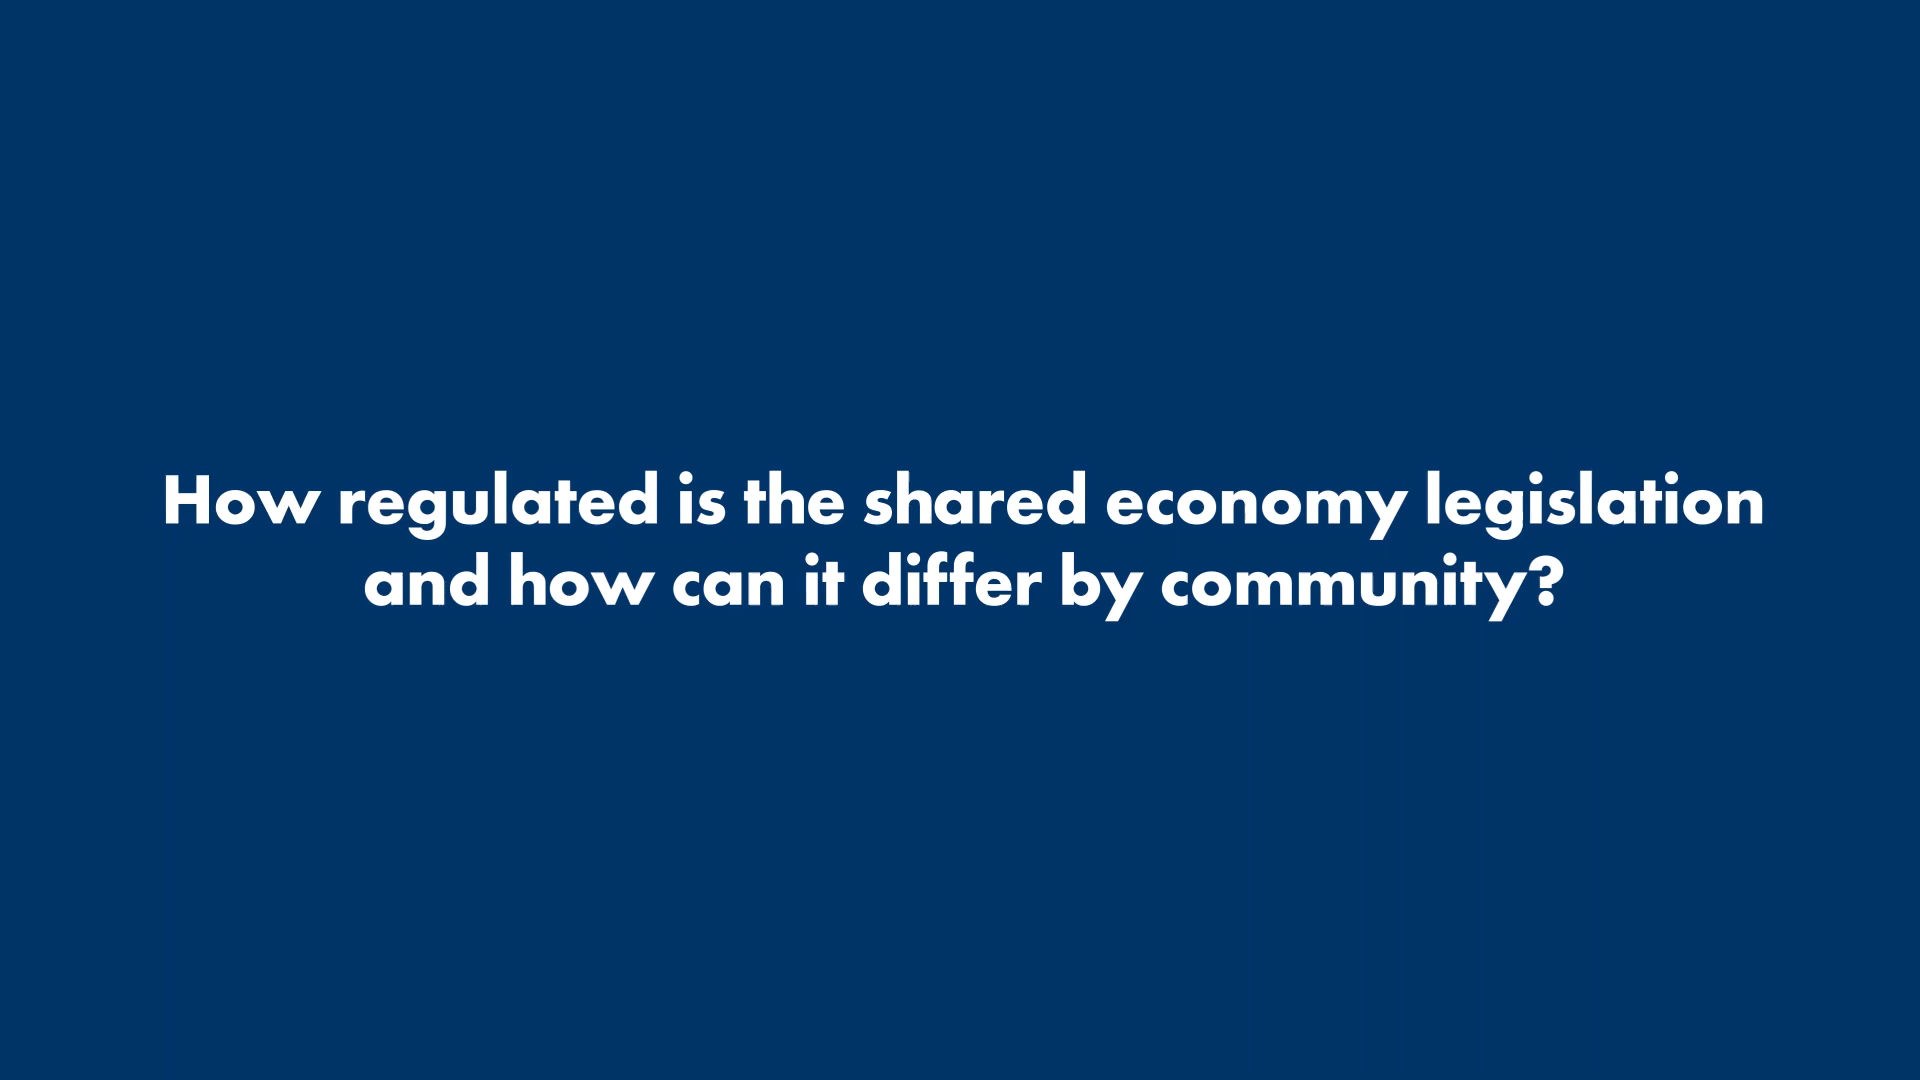 How regulated is the shared economy legislation
and how can it differ by community?